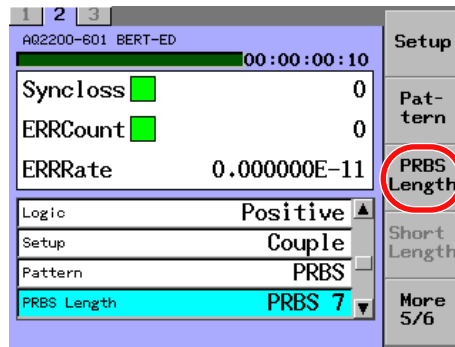 1 2 3
AQ2200-601 BERT-ED
00:00:00:10
Syncloss 0
ERRCount 0
ERRRate 0.000000E-11
Logic Positive
Setup Couple
Pattern PRBS
PRBS Length PRBS 7
Setup
Pat-
tern
PRBS
Length
Short
Length
More
5/6